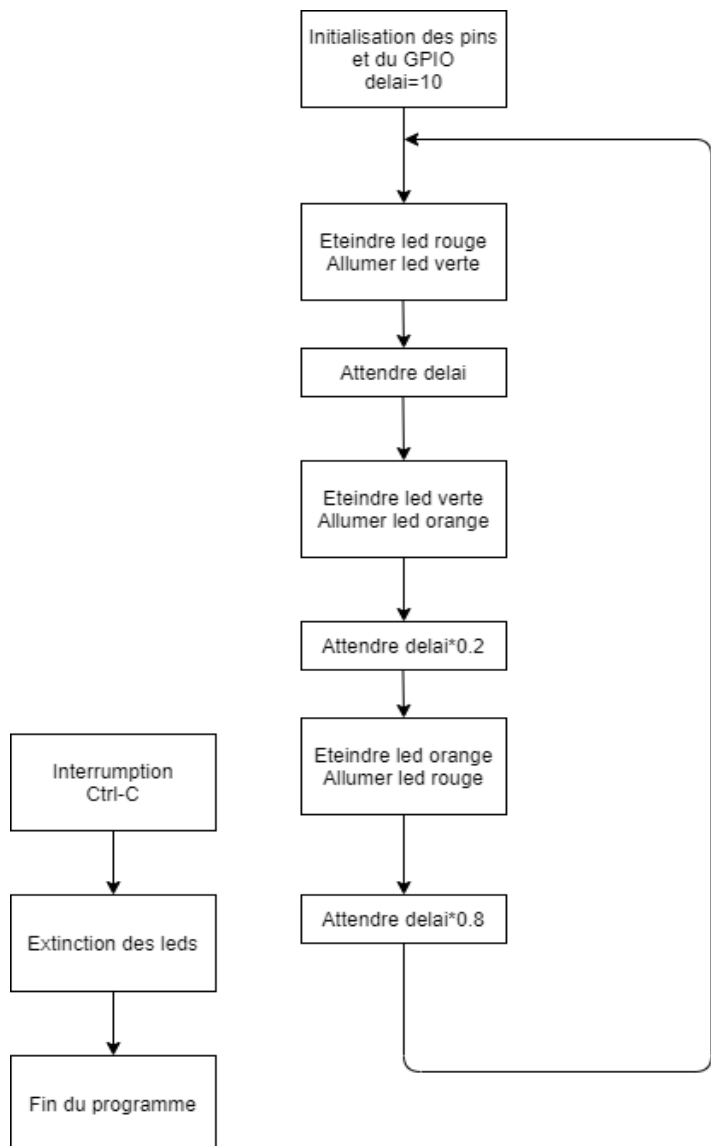 Initialisation des pins
et du GPIO
delai=10
Eteindre led rouge
Allumer led verte
Attendre delai
Eteindre led verte
Allumer led orange
Attendre delai*0.2
Eteindre led orange
Allumer led rouge
Attendre delai*0.8
Interrumption
Ctrl-C
Extinction des leds
Fin du programme